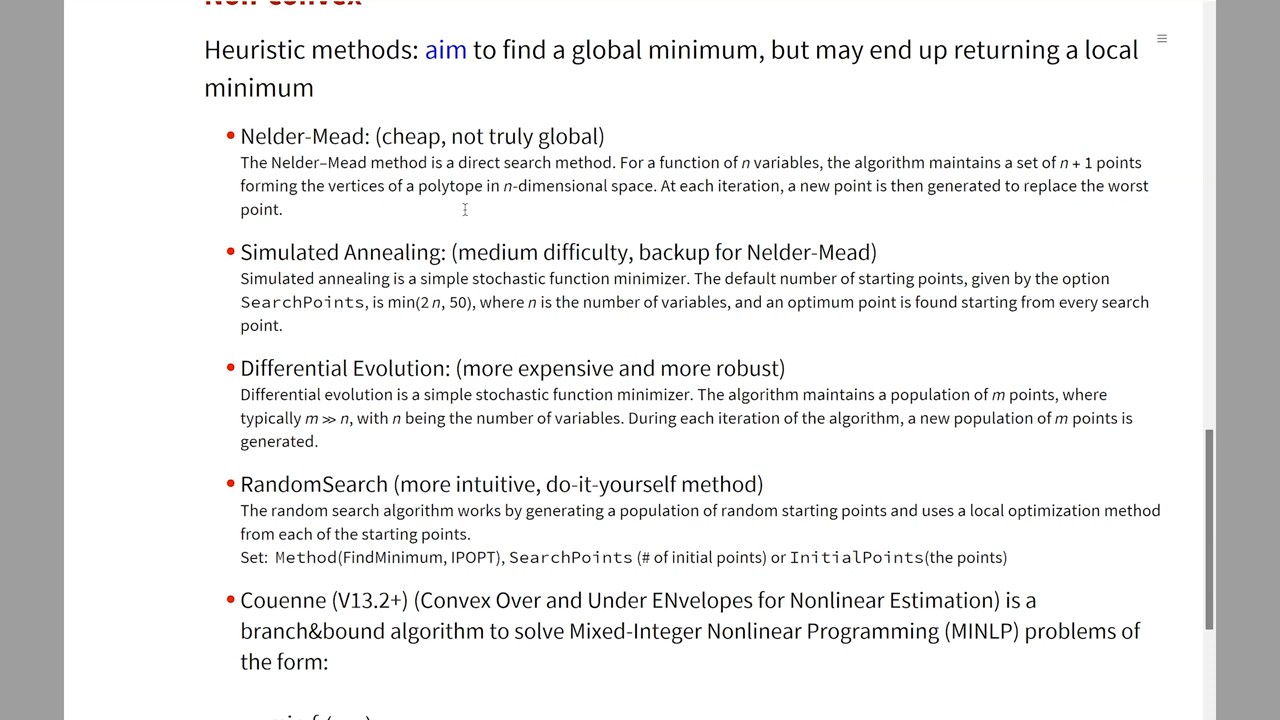 Non-Convex
Heuristic methods: aim to find a global minimum, but may end up returning a local
minimum
• Nelder-Mead: (cheap, not truly global)
The Nelder–Mead method is a direct search method. For a function of n variables, the algorithm maintains a set of n + 1 points
forming the vertices of a polytope in n-dimensional space. At each iteration, a new point is then generated to replace the worst
point.
• Simulated Annealing: (medium difficulty, backup for Nelder-Mead)
Simulated annealing is a simple stochastic function minimizer. The default number of starting points, given by the option
SearchPoints, is min(2 n, 50), where n is the number of variables, and an optimum point is found starting from every search
point.
• Differential Evolution: (more expensive and more robust)
Differential evolution is a simple stochastic function minimizer. The algorithm maintains a population of m points, where
typically m ≫ n, with n being the number of variables. During each iteration of the algorithm, a new population of m points is
generated.
• RandomSearch (more intuitive, do-it-yourself method)
The random search algorithm works by generating a population of random starting points and uses a local optimization method
from each of the starting points.
Set: Method(FindMinimum, IPOPT), SearchPoints (# of initial points) or InitialPoints(the points)
• Couenne (V13.2+) (Convex Over and Under ENvelopes for Nonlinear Estimation) is a
branch&bound algorithm to solve Mixed-Integer Nonlinear Programming (MINLP) problems of
the form: